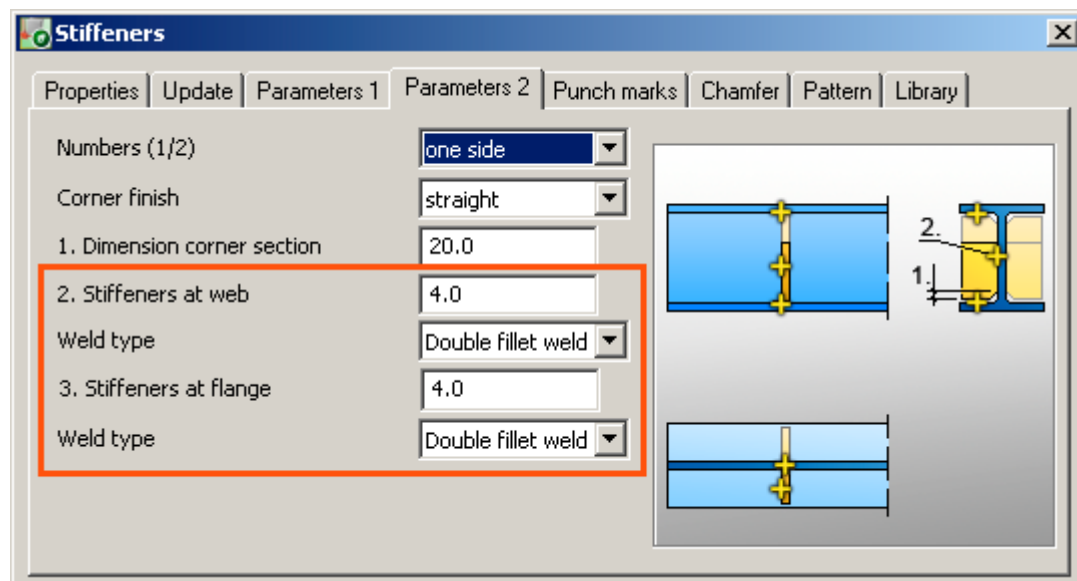 Stiffeners
Properties Update Parameters 1 Parameters 2 Punch marks Chamfer Pattern Library
Numbers (1/2) one side
Corner finish straight
1. Dimension corner section 20.0
2. Stiffeners at web 4.0
Weld type Double fillet weld
3. Stiffeners at flange 4.0
Weld type Double fillet weld
2.
1.